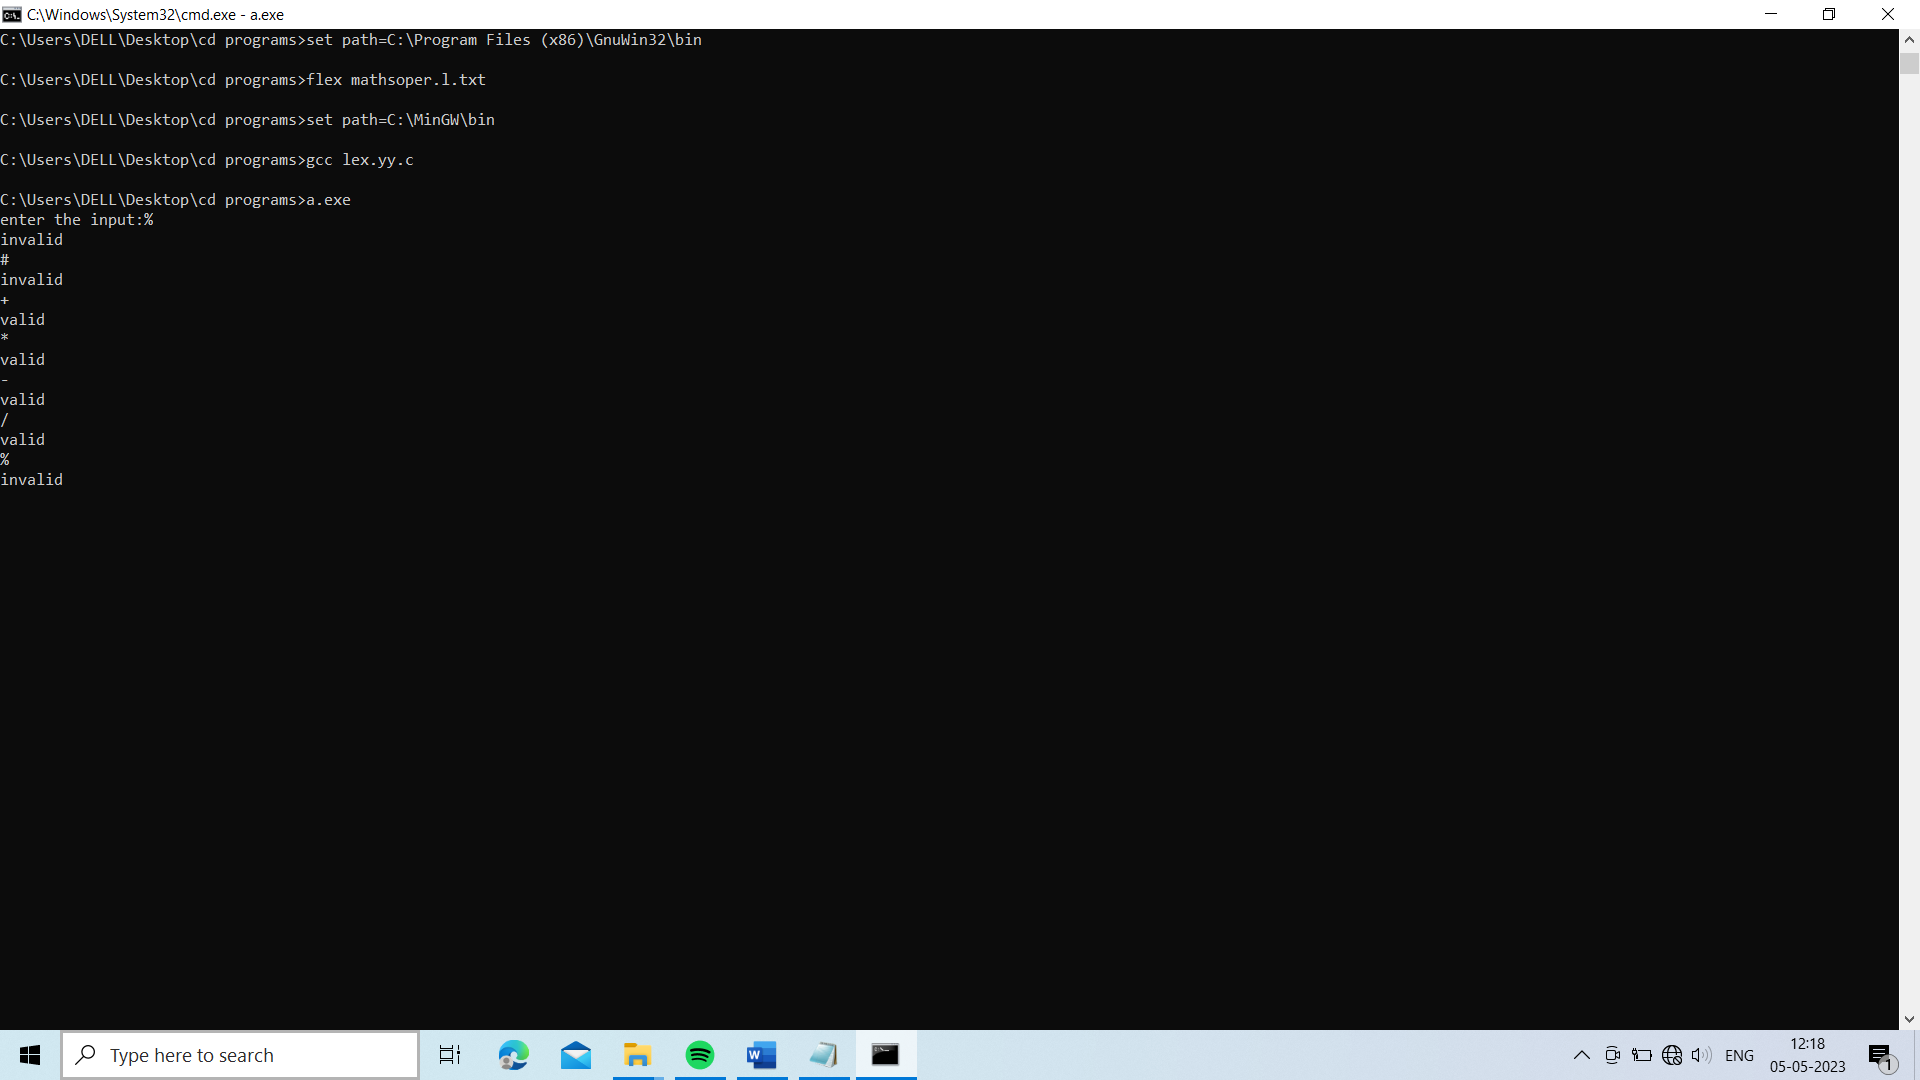 C:\Windows\System32\cmd.exe - a.exe
C:\Users\DELL\Desktop\cd programs>set path=C:\Program Files (x86)\GnuWin32\bin
C:\Users\DELL\Desktop\cd programs>flex mathsoper.l.txt
C:\Users\DELL\Desktop\cd programs>set path=C:\MinGW\bin
C:\Users\DELL\Desktop\cd programs>gcc lex.yy.c
C:\Users\DELL\Desktop\cd programs>a.exe
enter the input:%
invalid
#
invalid
+
valid
*
valid
-
valid
/
valid
%
invalid
Type here to search
ENG
12:18
05-05-2023
1